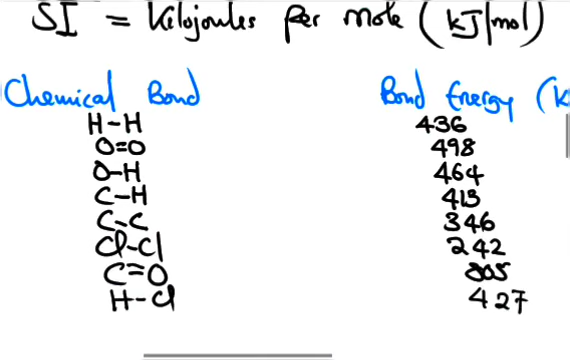 SI = Kilojoules per mole (kJ/mol)
Chemical Bond Bond Energy (k
H-H 436
O=O 498
O-H 464
C-H 413
C-C 346
Cl-Cl 242
C=O 805
H-Cl 427